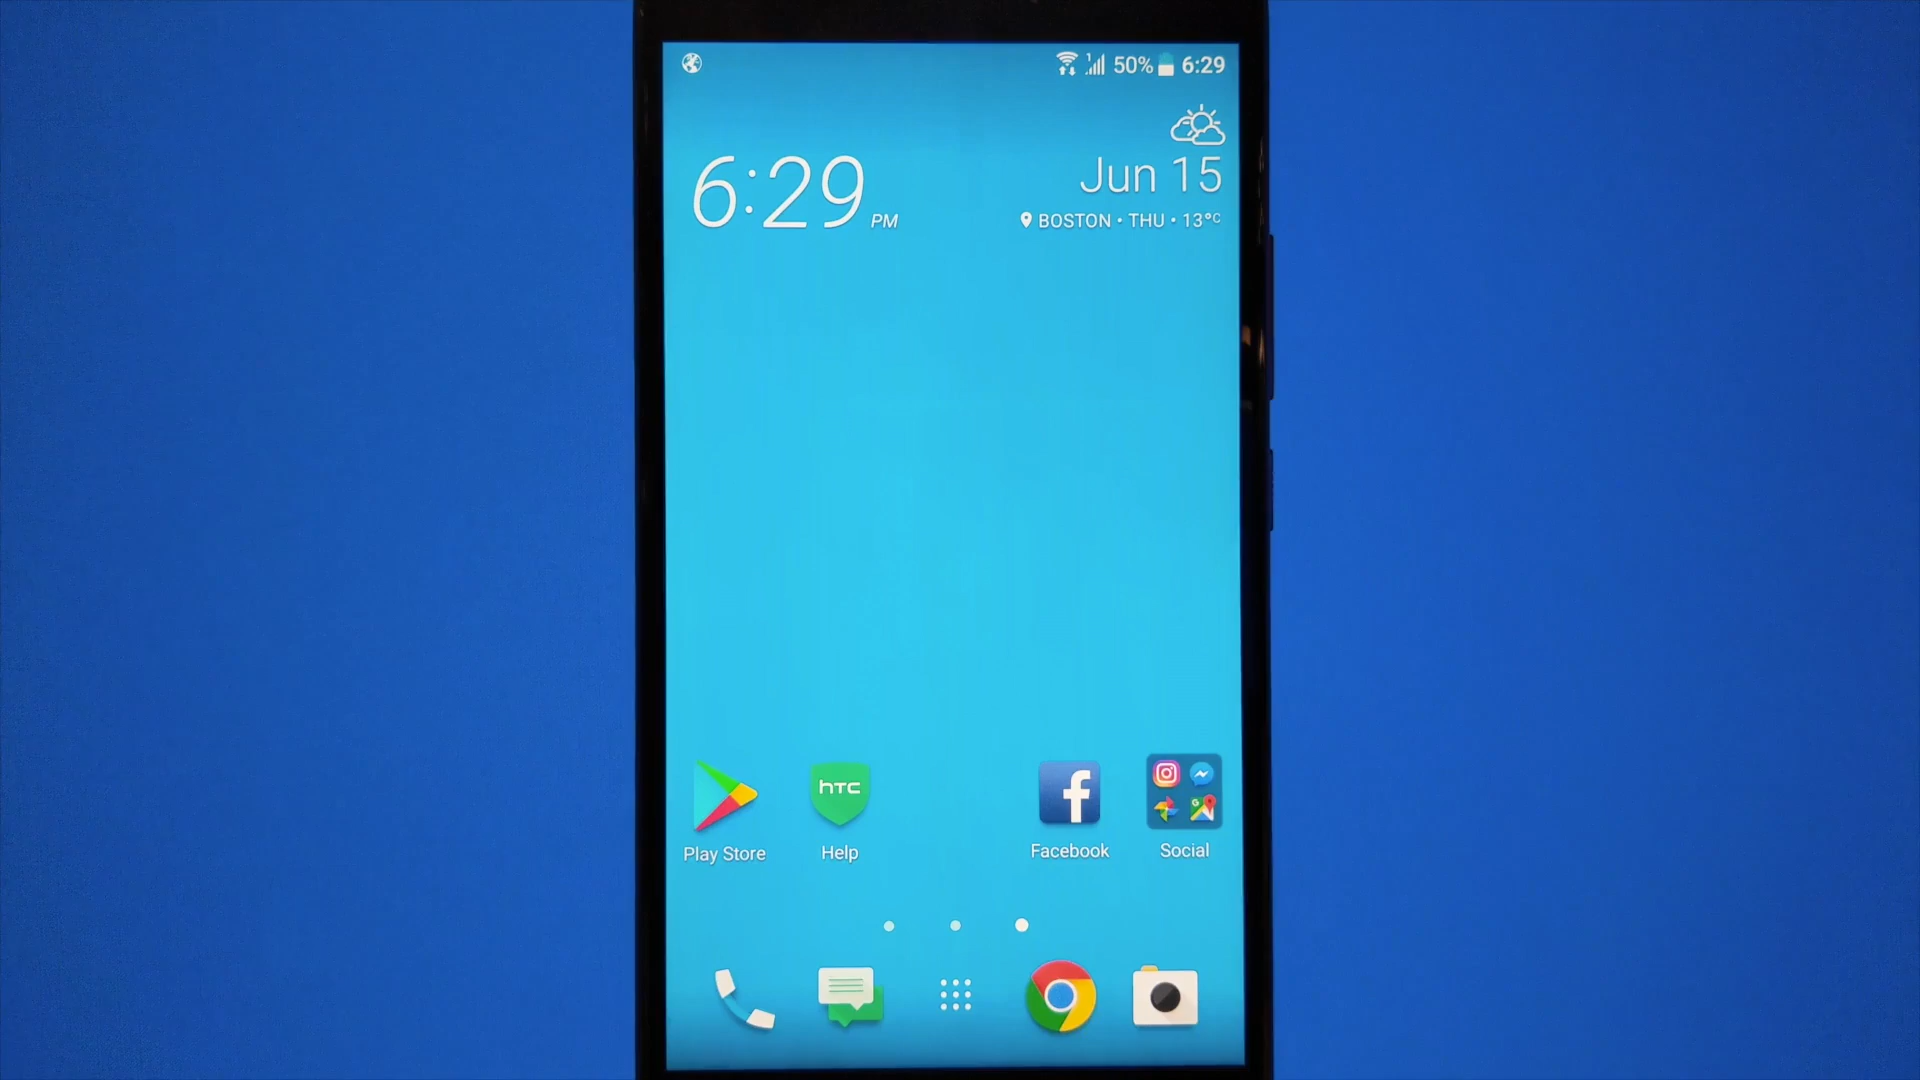 50% 6:29
6:29 PM
Jun 15
BOSTON • THU • 13°C
hTC
Play Store
Help
Facebook
Social